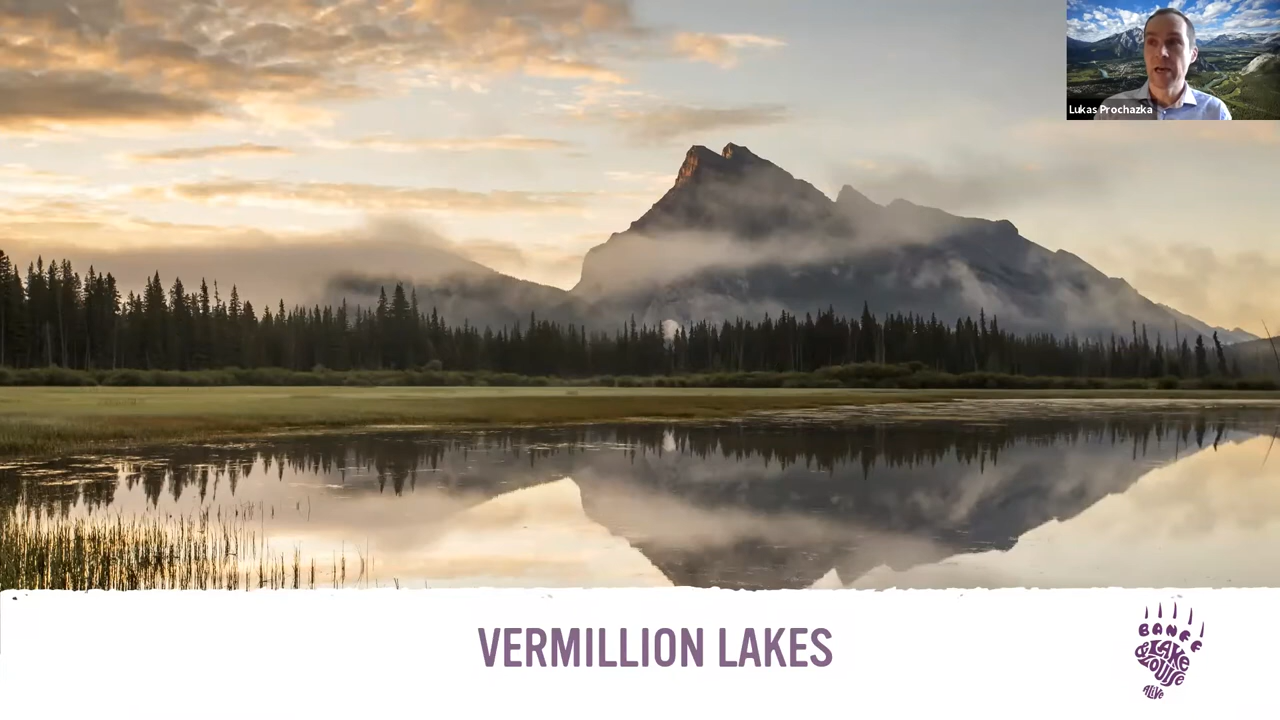 Lukas Prochazka
VERMILLION LAKES
BANFF
& LAKE
LOUISE
ALIVE